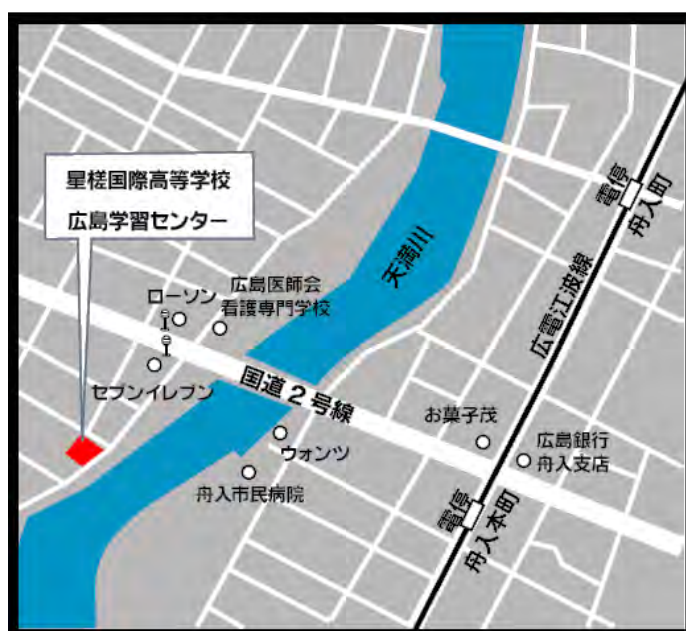 星槎国際高等学校
広島学習センター
電停
舟入町
天満川
広電江波線
広島医師会
看護専門学校
ローソン
セブンイレブン
国道2号線
お菓子茂
広島銀行
舟入支店
ウォンツ
舟入市民病院
電停
舟入本町